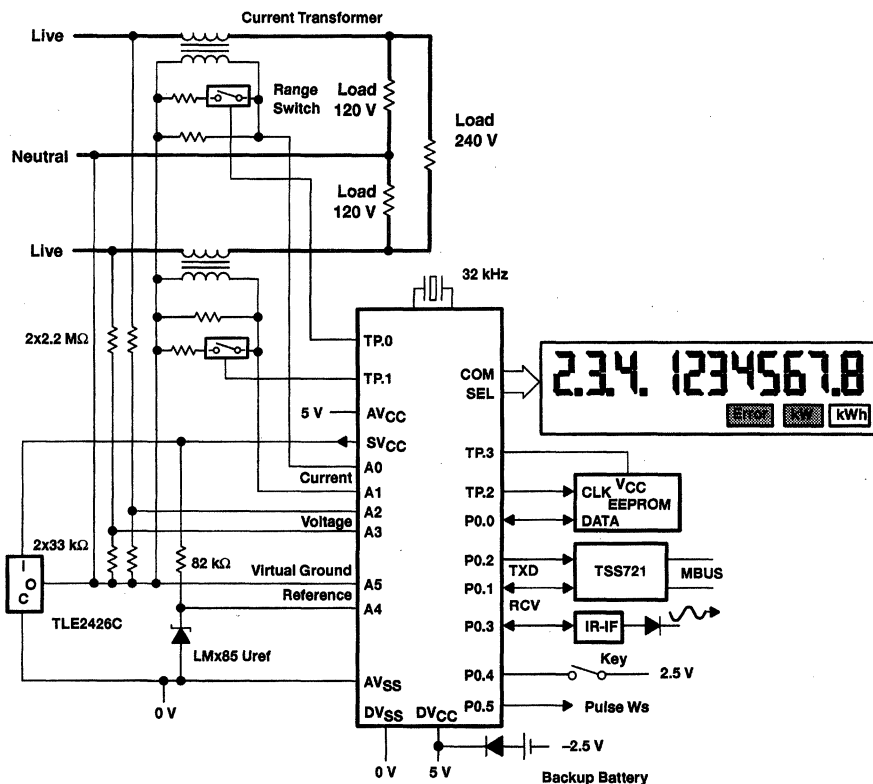 Current Transformer
Live
Range
Switch
Load
120 V
Load
240 V
Neutral
Load
120 V
Live
32 kHz
2x2.2 MΩ
TP.0
TP.1
5 V
AVCC
SVCC
A0
Current
A1
A2
Voltage
A3
2x33 kΩ
82 kΩ
Virtual Ground
A5
Reference
A4
I
O
C
TLE2426C
LMx85 Uref
AVSS
0 V
DVSS
DVCC
0 V
5 V
COM
SEL
2.3.4. 1234567.8
Error
kW
kWh
TP.3
VCC
TP.2
CLK
EEPROM
P0.0
DATA
P0.2
TXD
TSS721
MBUS
P0.1
RCV
P0.3
IR-IF
Key
P0.4
2.5 V
P0.5
Pulse Ws
–2.5 V
Backup Battery